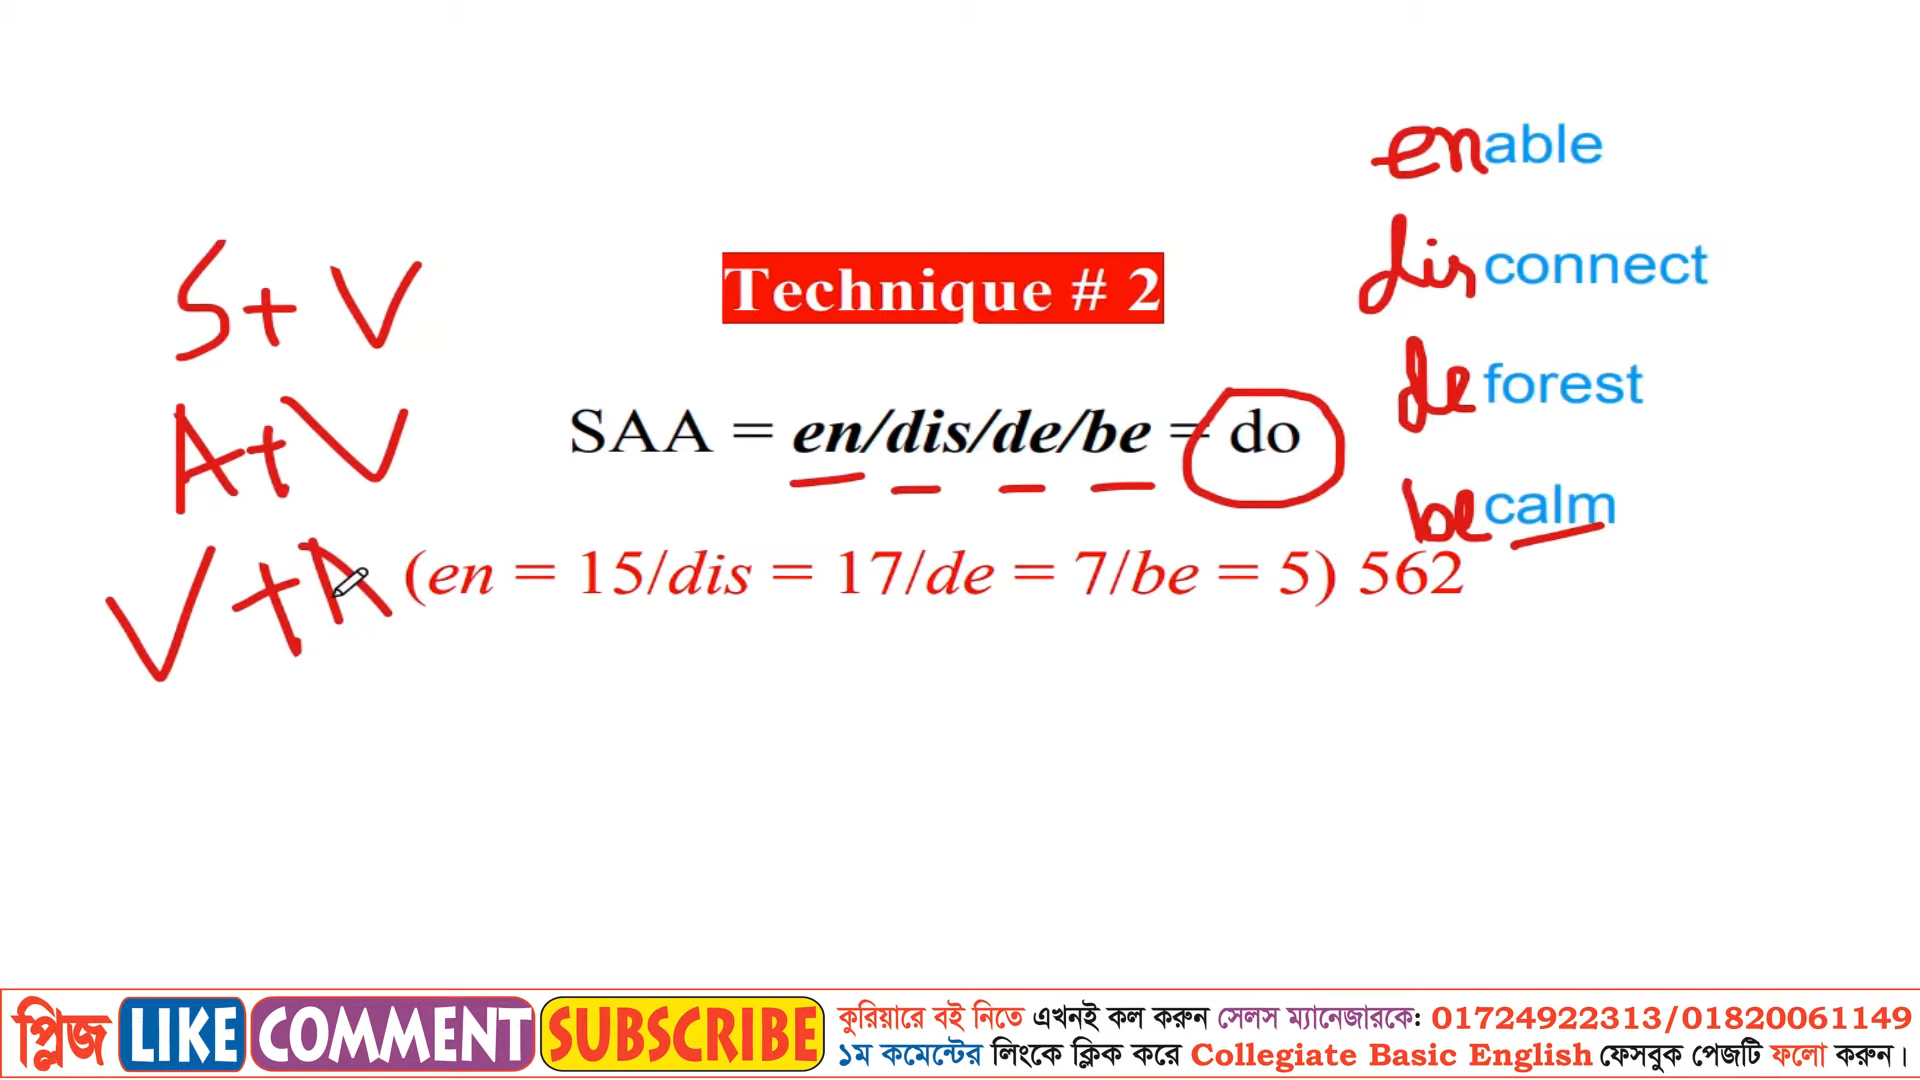 enable
disconnect
S+V
Technique # 2
deforest
A+V
SAA = en/dis/de/be = do
becalm
V+A
(en = 15/dis = 17/de = 7/be = 5) 562
প্লিজ LIKE COMMENT SUBSCRIBE
কুরিয়ারে বই নিতে এখনই কল করুন সেলস ম্যানেজারকে: 01724922313/01820061149
১ম কমেন্টের লিংকে ক্লিক করে Collegiate Basic English ফেসবুক পেজটি ফলো করুন।